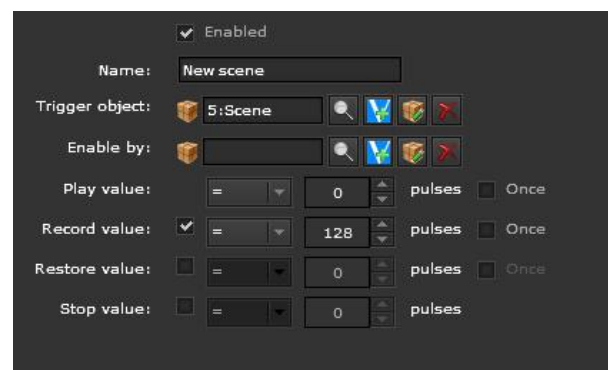 Enabled
Name: New scene
Trigger object: 5:Scene
Enable by:
Play value: = 0 pulses Once
Record value: = 128 pulses Once
Restore value: = 0 pulses Once
Stop value: = 0 pulses